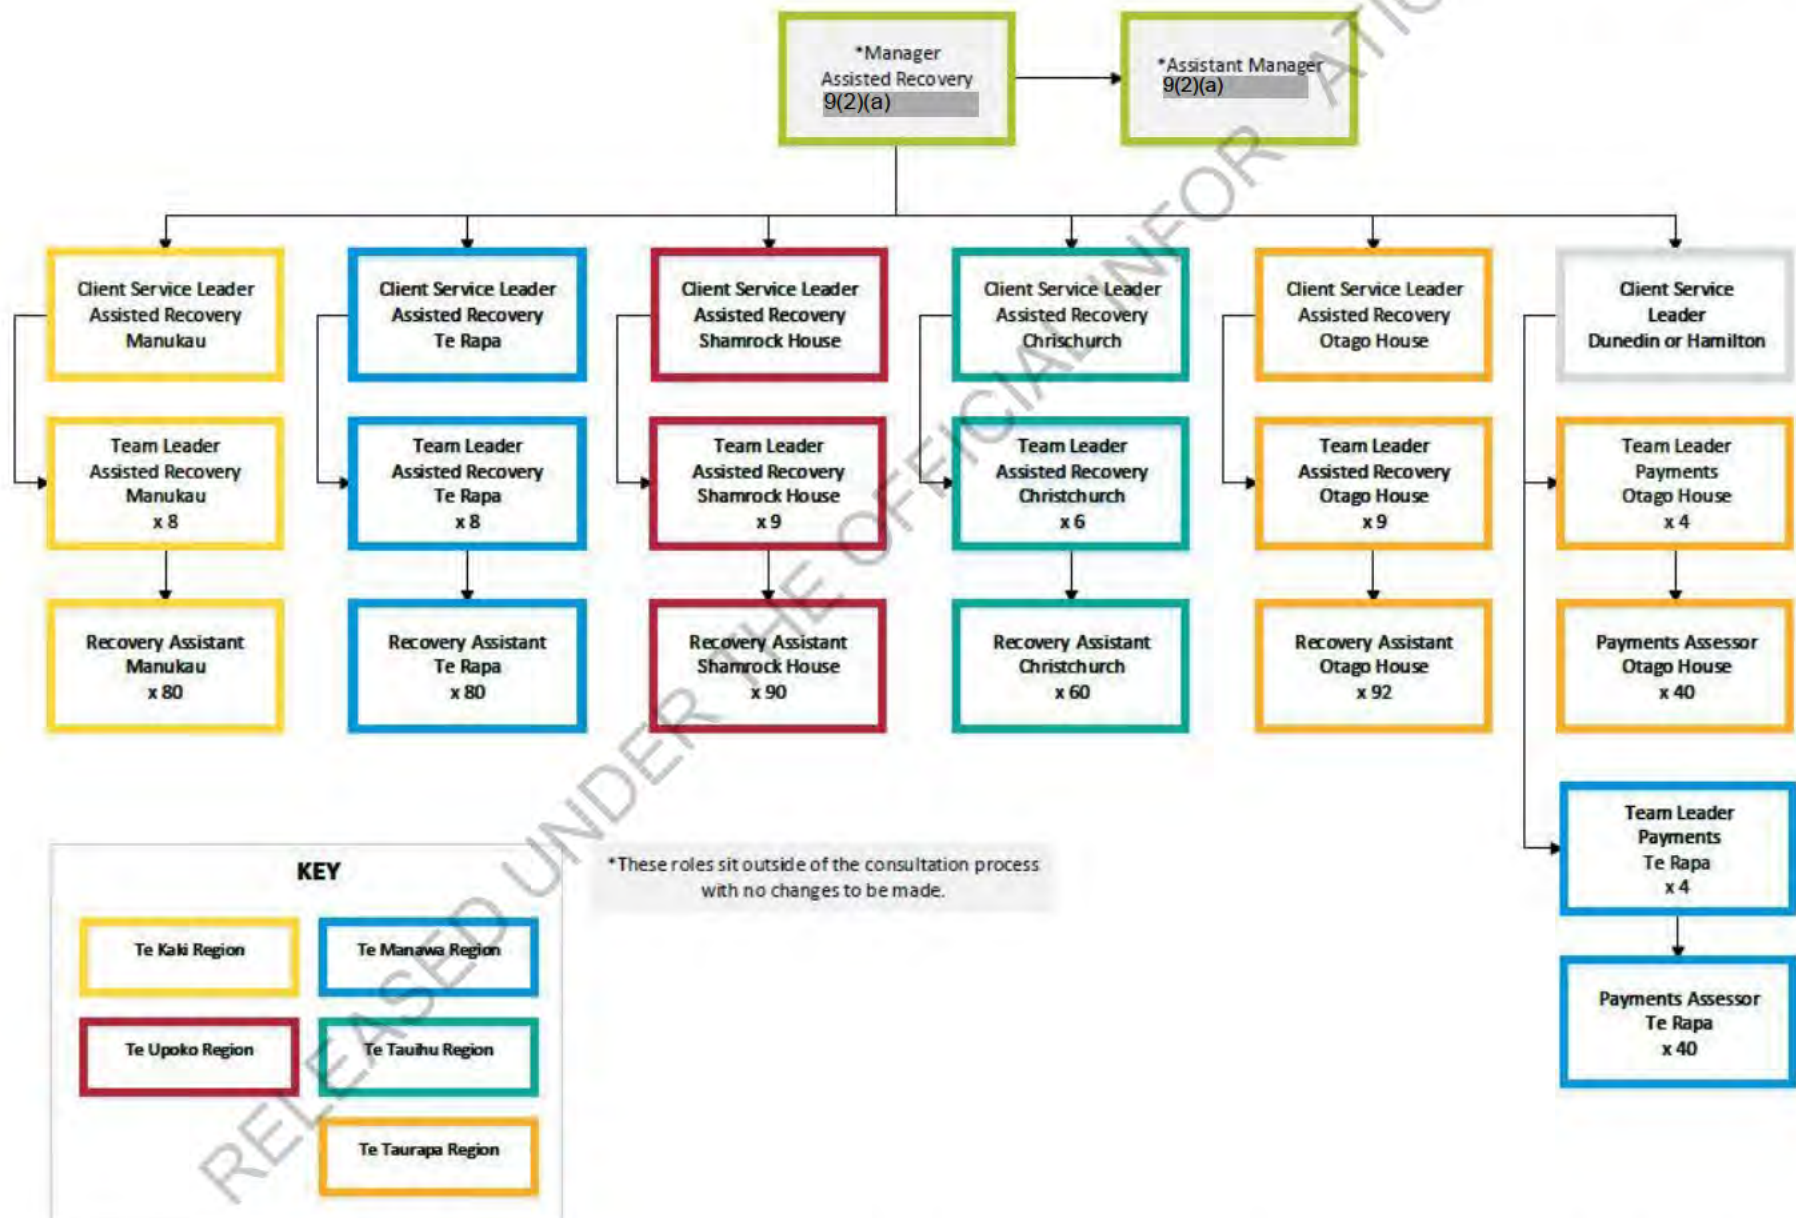 *Manager
Assisted Recovery
9(2)(a)
*Assistant Manager
9(2)(a)
Client Service Leader
Assisted Recovery
Manukau
Client Service Leader
Assisted Recovery
Te Rapa
Client Service Leader
Assisted Recovery
Shamrock House
Client Service Leader
Assisted Recovery
Chrischurch
Client Service Leader
Assisted Recovery
Otago House
Client Service
Leader
Dunedin or Hamilton
Team Leader
Assisted Recovery
Manukau
x 8
Team Leader
Assisted Recovery
Te Rapa
x 8
Team Leader
Assisted Recovery
Shamrock House
x 9
Team Leader
Assisted Recovery
Christchurch
x 6
Team Leader
Assisted Recovery
Otago House
x 9
Team Leader
Payments
Otago House
x 4
Recovery Assistant
Manukau
x 80
Recovery Assistant
Te Rapa
x 80
Recovery Assistant
Shamrock House
x 90
Recovery Assistant
Christchurch
x 60
Recovery Assistant
Otago House
x 92
Payments Assessor
Otago House
x 40
Team Leader
Payments
Te Rapa
x 4
Payments Assessor
Te Rapa
x 40
KEY
Te Kaki Region
Te Manawa Region
Te Upoko Region
Te Tauihu Region
Te Taurapa Region
*These roles sit outside of the consultation process
with no changes to be made.
RELEASED UNDER THE OFFICIAL INFOR ATIO